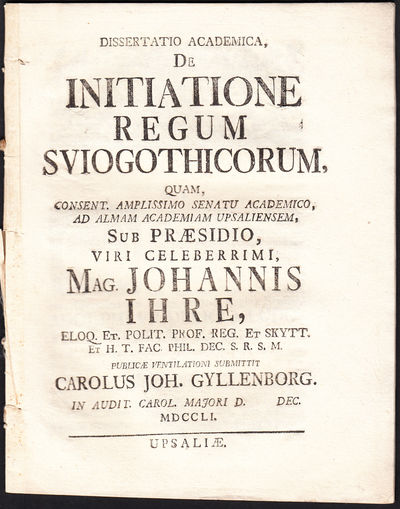 DISSERTATIO ACADEMICA,
DE
INITIATIONE
REGUM
SVIOGOTHICORUM,
QUAM,
CONSENT. AMPLISSIMO SENATU ACADEMICO,
AD ALMAM ACADEMIAM UPSALIENSEM,
SUB PRÆSIDIO,
VIRI CELEBERRIMI,
MAG. JOHANNIS
IHRE,
ELOQ. ET. POLIT. PROF. REG. ET SKYTT.
ET H. T. FAC. PHIL. DEC. S. R. S. M.
PUBLICÆ VENTILATIONI SUBMITTIT
CAROLUS JOH. GYLLENBORG.
IN AUDIT. CAROL. MAJORI D. DEC.
MDCCLI.
UPSALIÆ.